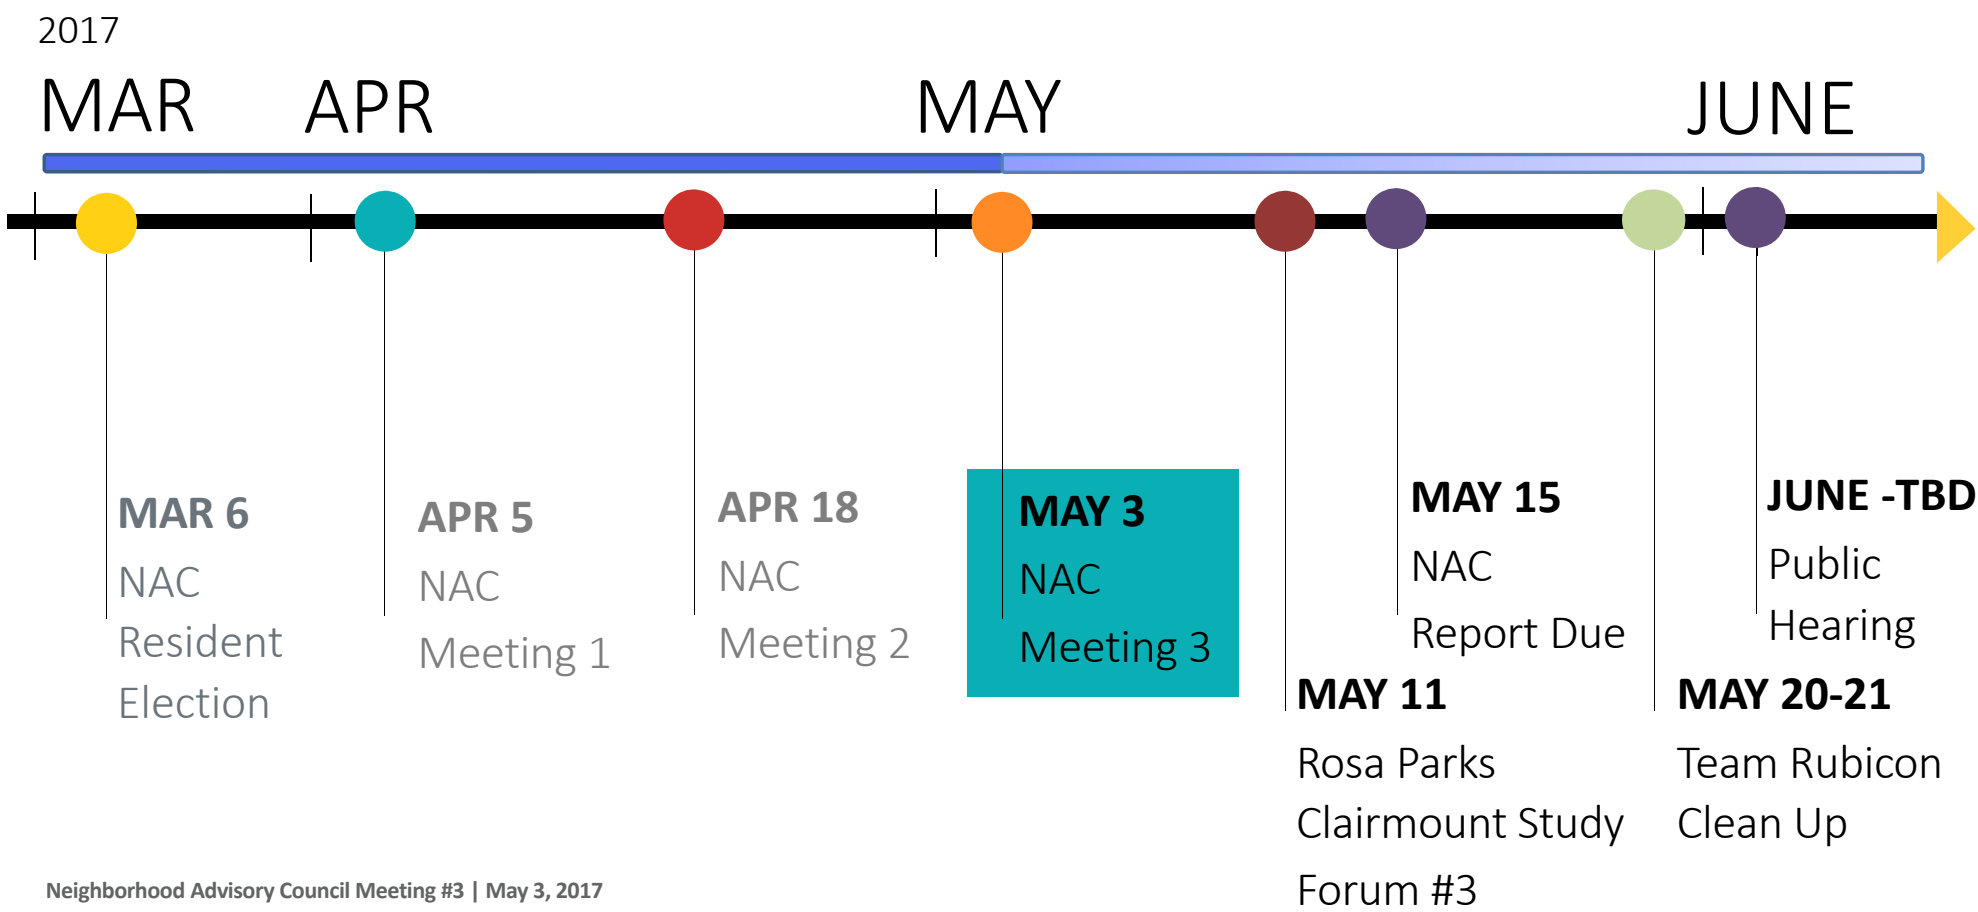 2017
MAR
APR
MAY
JUNE
MAR 6
NAC
Resident
Election
APR 5
NAC
Meeting 1
APR 18
NAC
Meeting 2
MAY 3
NAC
Meeting 3
MAY 11
Rosa Parks
Clairmount Study
Forum #3
MAY 15
NAC
Report Due
MAY 20-21
Team Rubicon
Clean Up
JUNE -TBD
Public
Hearing
Neighborhood Advisory Council Meeting #3 | May 3, 2017